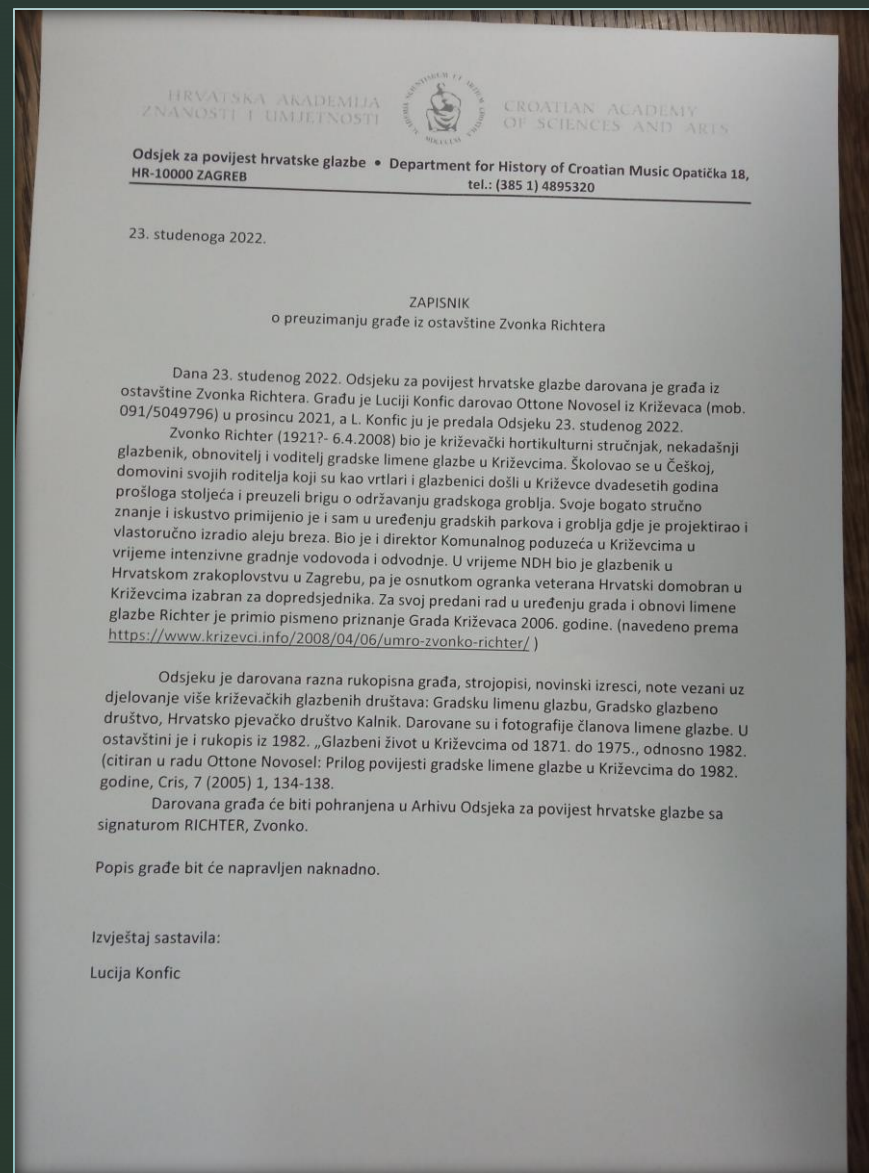 HRVATSKA AKADEMIJA
ZNANOSTI I UMJETNOSTI
CROATIAN ACADEMY
OF SCIENCES AND ARTS
Odsjek za povijest hrvatske glazbe • Department for History of Croatian Music Opatička 18,
HR-10000 ZAGREB tel.: (385 1) 4895320
23. studenoga 2022.
ZAPISNIK
o preuzimanju građe iz ostavštine Zvonka Richtera
Dana 23. studenog 2022. Odsjeku za povijest hrvatske glazbe darovana je građa iz
ostavštine Zvonka Richtera. Građu je Luciji Konfic darovao Ottone Novosel iz Križevaca (mob.
091/5049796) u prosincu 2021, a L. Konfic ju je predala Odsjeku 23. studenog 2022.
Zvonko Richter (1921?- 6.4.2008) bio je križevački hortikulturni stručnjak, nekadašnji
glazbenik, obnovitelj i voditelj gradske limene glazbe u Križevcima. Školovao se u Češkoj,
domovini svojih roditelja koji su kao vrtlari i glazbenici došli u Križevce dvadesetih godina
prošloga stoljeća i preuzeli brigu o održavanju gradskoga groblja. Svoje bogato stručno
znanje i iskustvo primijenio je i sam u uređenju gradskih parkova i groblja gdje je projektirao i
vlastoručno izradio aleju breza. Bio je i direktor Komunalnog poduzeća u Križevcima u
vrijeme intenzivne gradnje vodovoda i odvodnje. U vrijeme NDH bio je glazbenik u
Hrvatskom zrakoplovstvu u Zagrebu, pa je osnutkom ogranka veterana Hrvatski domobran u
Križevcima izabran za dopredsjednika. Za svoj predani rad u uređenju grada i obnovi limene
glazbe Richter je primio pismeno priznanje Grada Križevaca 2006. godine. (navedeno prema
https://www.krizevci.info/2008/04/06/umro-zvonko-richter/ )
Odsjeku je darovana razna rukopisna građa, strojopisi, novinski izresci, note vezani uz
djelovanje više križevačkih glazbenih društava: Gradsku limenu glazbu, Gradsko glazbeno
društvo, Hrvatsko pjevačko društvo Kalnik. Darovane su i fotografije članova limene glazbe. U
ostavštini je i rukopis iz 1982. „Glazbeni život u Križevcima od 1871. do 1975., odnosno 1982.
(citiran u radu Ottone Novosel: Prilog povijesti gradske limene glazbe u Križevcima do 1982.
godine, Cris, 7 (2005) 1, 134-138.
Darovana građa će biti pohranjena u Arhivu Odsjeka za povijest hrvatske glazbe sa
signaturom RICHTER, Zvonko.
Popis građe bit će napravljen naknadno.
Izvještaj sastavila:
Lucija Konfic